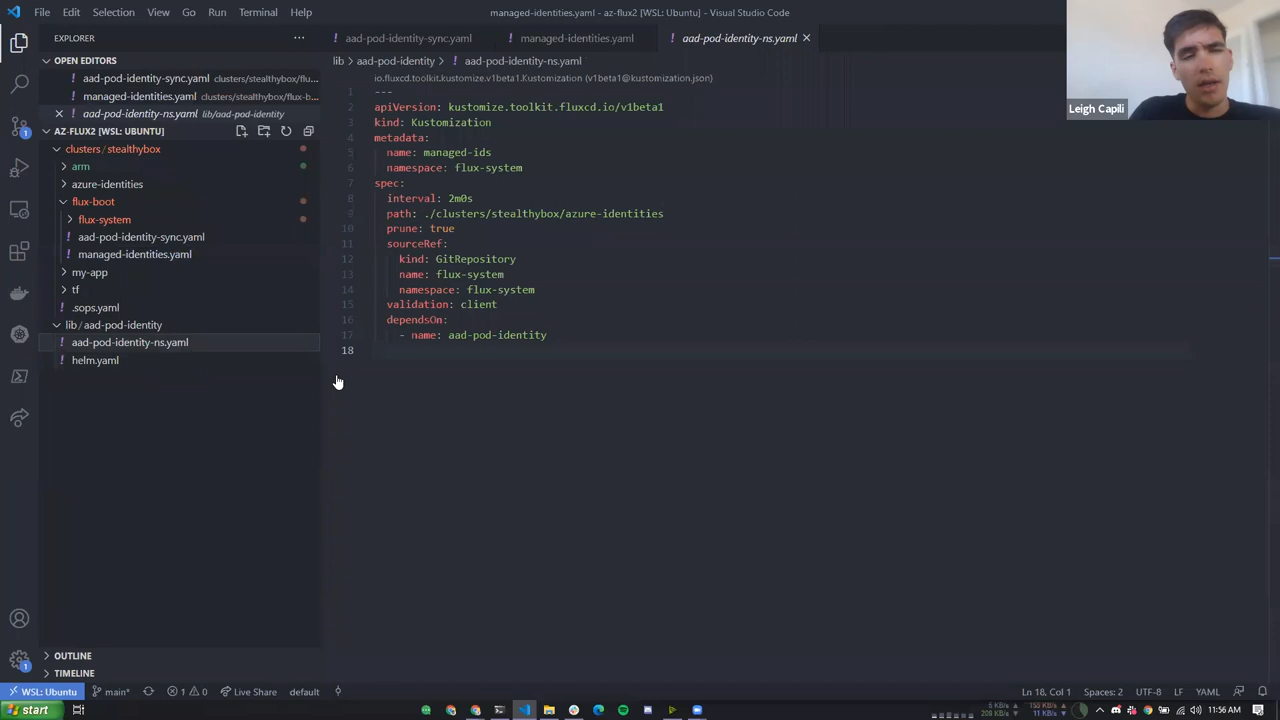 File Edit Selection View Go Run Terminal Help
managed-identities.yaml - az-flux2 [WSL: Ubuntu] - Visual Studio Code
EXPLORER
OPEN EDITORS
aad-pod-identity-sync.yaml clusters/stealthybox/flu...
managed-identities.yaml clusters/stealthybox/flux-b...
aad-pod-identity-ns.yaml lib/aad-pod-identity
AZ-FLUX2 [WSL: UBUNTU]
clusters / stealthybox
arm
azure-identities
flux-boot
flux-system
aad-pod-identity-sync.yaml
managed-identities.yaml
my-app
tf
.sops.yaml
lib / aad-pod-identity
aad-pod-identity-ns.yaml
helm.yaml
OUTLINE
TIMELINE
aad-pod-identity-sync.yaml
managed-identities.yaml
aad-pod-identity-ns.yaml
lib > aad-pod-identity > aad-pod-identity-ns.yaml
io.fluxcd.toolkit.kustomize.v1beta1.Kustomization (v1beta1@kustomization.json)
1 ---
2 apiVersion: kustomize.toolkit.fluxcd.io/v1beta1
3 kind: Kustomization
4 metadata:
5 name: managed-ids
6 namespace: flux-system
7 spec:
8 interval: 2m0s
9 path: ./clusters/stealthybox/azure-identities
10 prune: true
11 sourceRef:
12 kind: GitRepository
13 name: flux-system
14 namespace: flux-system
15 validation: client
16 dependsOn:
17 - name: aad-pod-identity
18
Leigh Capili
1
1
WSL: Ubuntu main* 1 0 Live Share default
Ln 18, Col 1 Spaces: 2 UTF-8 LF YAML
start
11:56 AM